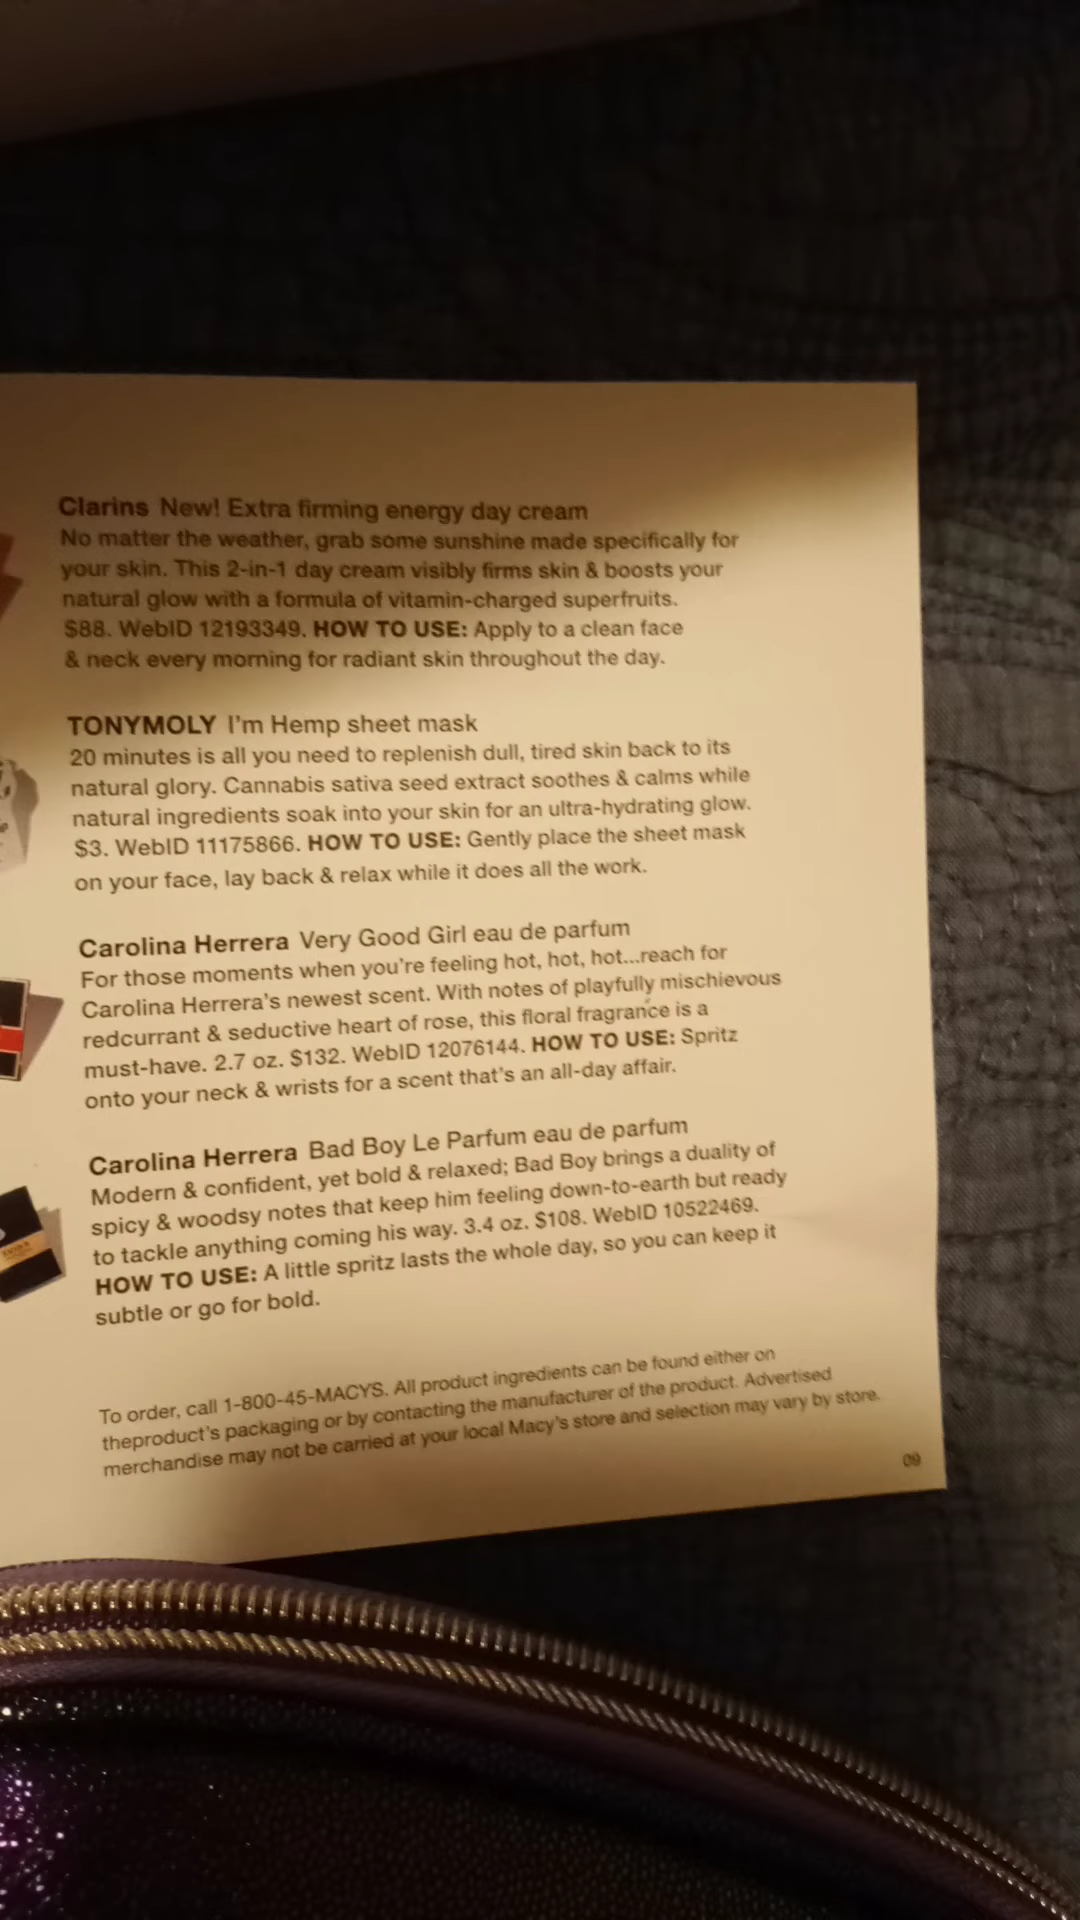 Clarins New! Extra firming energy day cream
No matter the weather, grab some sunshine made specifically for
your skin. This 2-in-1 day cream visibly firms skin & boosts your
natural glow with a formula of vitamin-charged superfruits.
$88. WebID 12193349. HOW TO USE: Apply to a clean face
& neck every morning for radiant skin throughout the day.
TONYMOLY I'm Hemp sheet mask
20 minutes is all you need to replenish dull, tired skin back to its
natural glory. Cannabis sativa seed extract soothes & calms while
natural ingredients soak into your skin for an ultra-hydrating glow.
$3. WebID 11175866. HOW TO USE: Gently place the sheet mask
on your face, lay back & relax while it does all the work.
Carolina Herrera Very Good Girl eau de parfum
For those moments when you're feeling hot, hot, hot...reach for
Carolina Herrera's newest scent. With notes of playfully mischievous
redcurrant & seductive heart of rose, this floral fragrance is a
must-have. 2.7 oz. $132. WebID 12076144. HOW TO USE: Spritz
onto your neck & wrists for a scent that's an all-day affair.
Carolina Herrera Bad Boy Le Parfum eau de parfum
Modern & confident, yet bold & relaxed; Bad Boy brings a duality of
spicy & woodsy notes that keep him feeling down-to-earth but ready
to tackle anything coming his way. 3.4 oz. $108. WebID 10522469.
HOW TO USE: A little spritz lasts the whole day, so you can keep it
subtle or go for bold.
To order, call 1-800-45-MACYS. All product ingredients can be found either on
theproduct's packaging or by contacting the manufacturer of the product. Advertised
merchandise may not be carried at your local Macy's store and selection may vary by store.
09